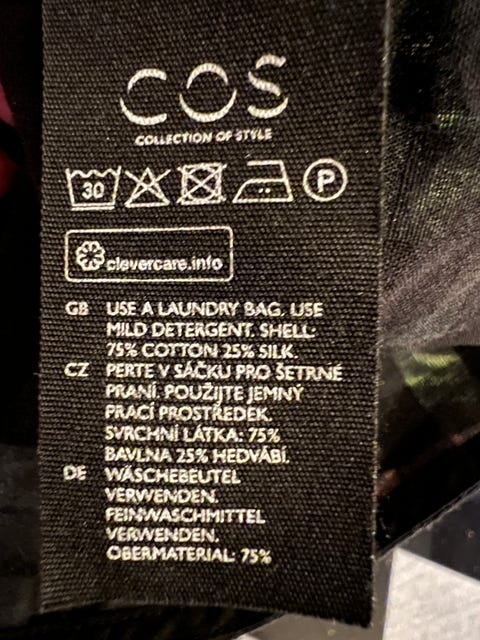 COS
COLLECTION OF STYLE
30
P
clevercare.info
GB USE A LAUNDRY BAG. USE
MILD DETERGENT. SHELL:
75% COTTON 25% SILK.
CZ PERTE V SÁČKU PRO ŠETRNÉ
PRANÍ. POUŽIJTE JEMNÝ
PRACÍ PROSTŘEDEK.
SVRCHNÍ LÁTKA: 75%
BAVLNA 25% HEDVÁBÍ.
DE WÄSCHEBEUTEL
VERWENDEN.
FEINWASCHMITTEL
VERWENDEN.
OBERMATERIAL: 75%